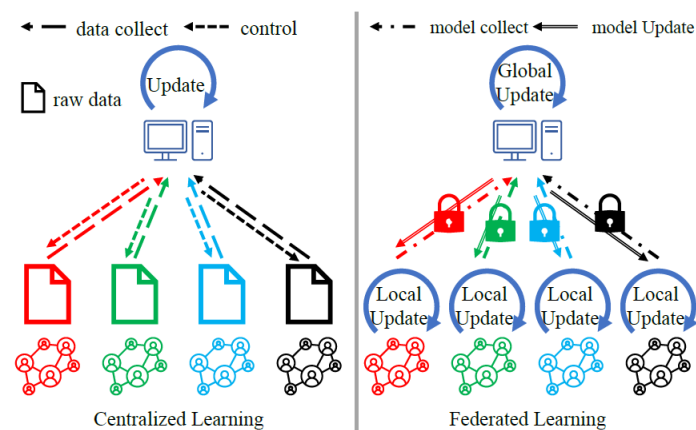 data collect
control
Update
raw data
Centralized Learning
model collect
model Update
Global
Update
Local
Update
Local
Update
Local
Update
Local
Update
Federated Learning